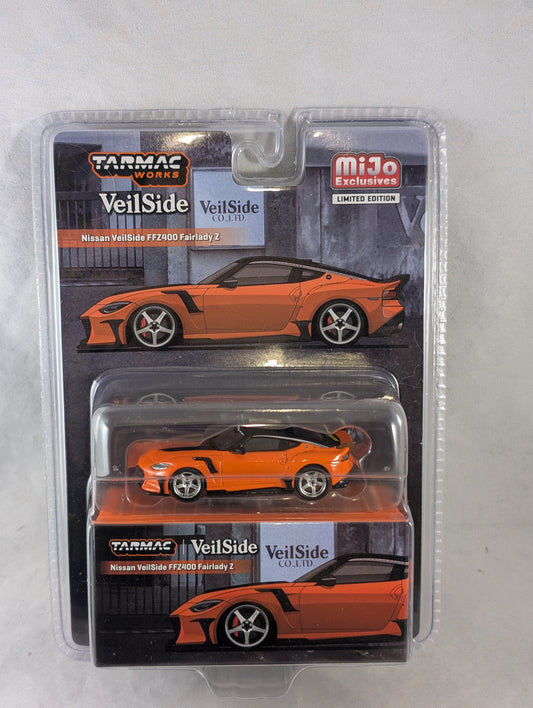 TARMAC
WORKS
MiJo
Exclusives
LIMITED EDITION
VeilSide
VeilSide
CO.,LTD.
Nissan VeilSide FFZ400 Fairlady Z
TARMAC | VeilSide
Nissan VeilSide FFZ400 Fairlady Z
VeilSide
CO.,LTD.